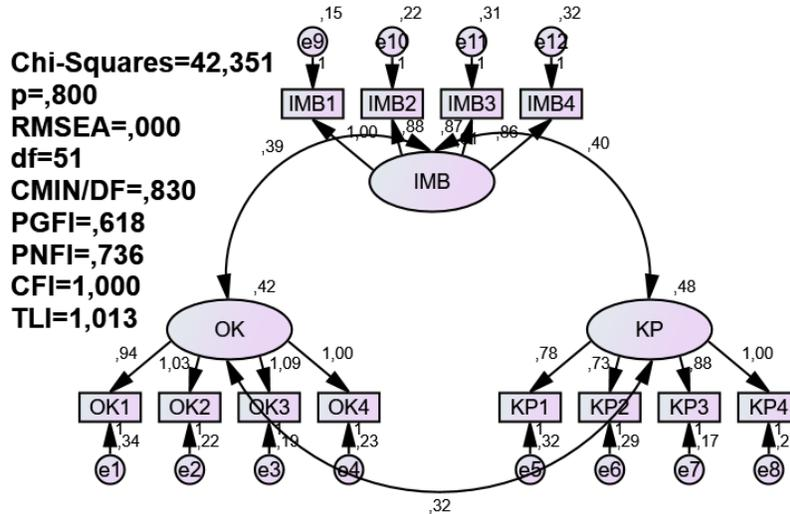 ,15 ,22 ,31 ,32
e9 e10 e11 e12
1 1 1 1
Chi-Squares=42,351
p=,800
RMSEA=,000
df=51
CMIN/DF=,830
PGFI=,618
PNFI=,736
CFI=1,000
TLI=1,013
IMB1 IMB2 IMB3 IMB4
1,00 ,88 ,87 ,86
,39 ,40
IMB
,42 ,48
OK KP
,94 1,03 1,09 1,00 ,78 ,73 ,88 1,00
OK1 OK2 OK3 OK4 KP1 KP2 KP3 KP4
1 1 1 1 1 1 1 1
,34 ,22 ,19 ,23 ,32 ,29 ,17
e1 e2 e3 e4 e5 e6 e7 e8
,32